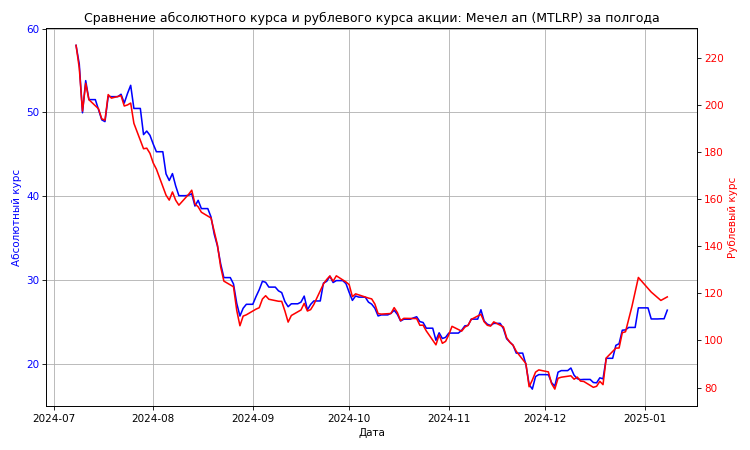 Сравнение абсолютного курса и рублевого курса акции: Мечел ап (MTLRP) за полгода
60
50
40
30
20
Абсолютный курс
220
200
180
160
140
120
100
80
Рублевый курс
2024-07 2024-08 2024-09 2024-10 2024-11 2024-12 2025-01
Дата